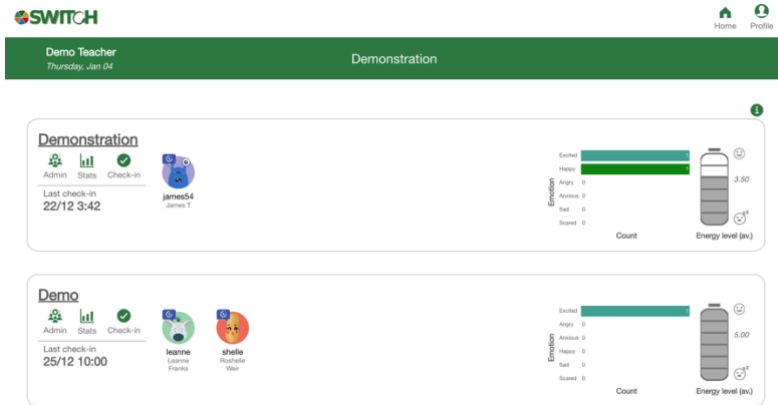 SWITCH
Home Profile
Demo Teacher
Thursday, Jan 04
Demonstration
Demonstration
Admin Stats Check-in
Last check-in
22/12 3:42
james54
James T
Emotion
Excited
Happy
Angry 0
Anxious 0
Sad 0
Scared 0
Count
3.50
Energy level (av.)
Demo
Admin Stats Check-in
Last check-in
25/12 10:00
leanne
Leanne
Franks
shelle
Roshelle
Weir
Emotion
Excited
Angry 0
Anxious 0
Happy 0
Sad 0
Scared 0
Count
5.00
Energy level (av.)